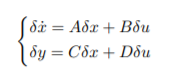 δẋ = Aδx + Bδu
δy = Cδx + Dδu